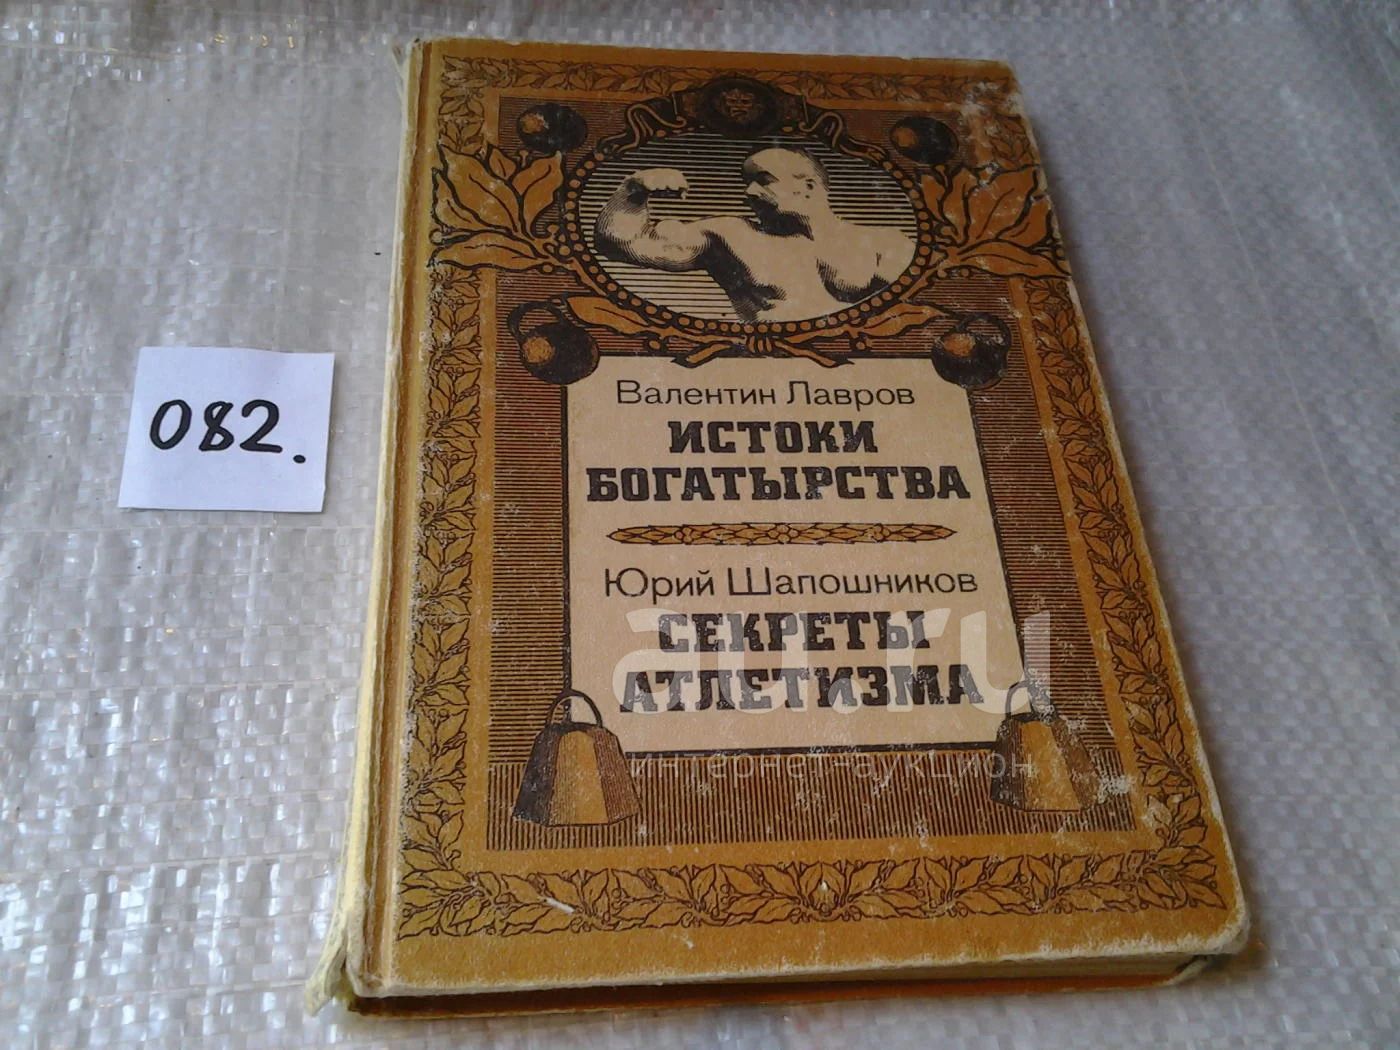 082.
Валентин Лавров
ИСТОКИ
БОГАТЫРСТВА
Юрий Шапошников
СЕКРЕТЫ
АТЛЕТИЗМА
au.ru
интернет-аукцион